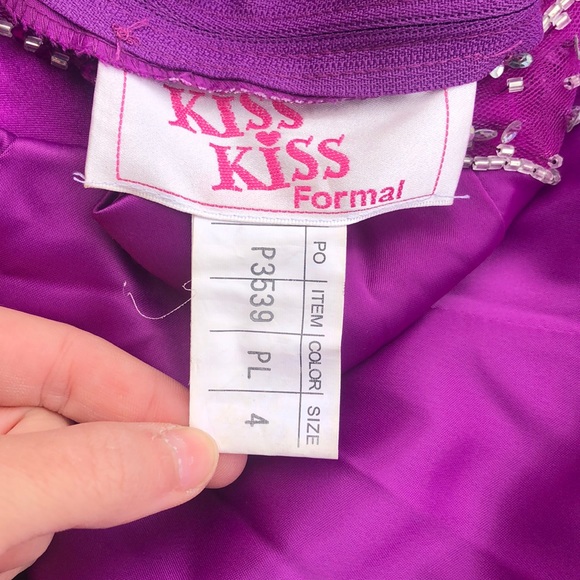 KISS
KISS
Formal
PO
ITEM P3539
COLOR PL
SIZE 4